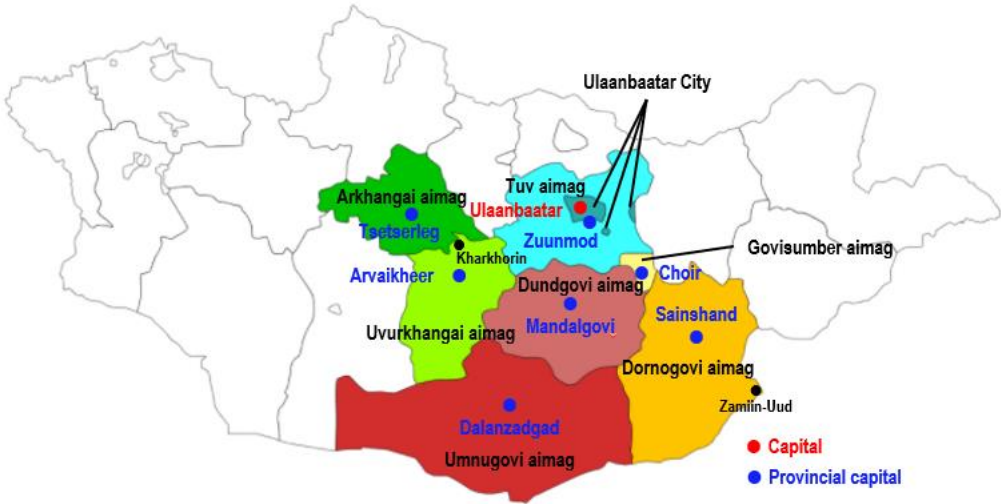 Ulaanbaatar City
Tuv aimag
Arkhangai aimag
Ulaanbaatar
Tsetserleg
Zuunmod
Kharkhorin
Govisumber aimag
Arvaikheer
Choir
Dundgovi aimag
Sainshand
Mandalgovi
Uvurkhangai aimag
Dornogovi aimag
Zamiin-Uud
Dalanzadgad
Capital
Umnugovi aimag
Provincial capital